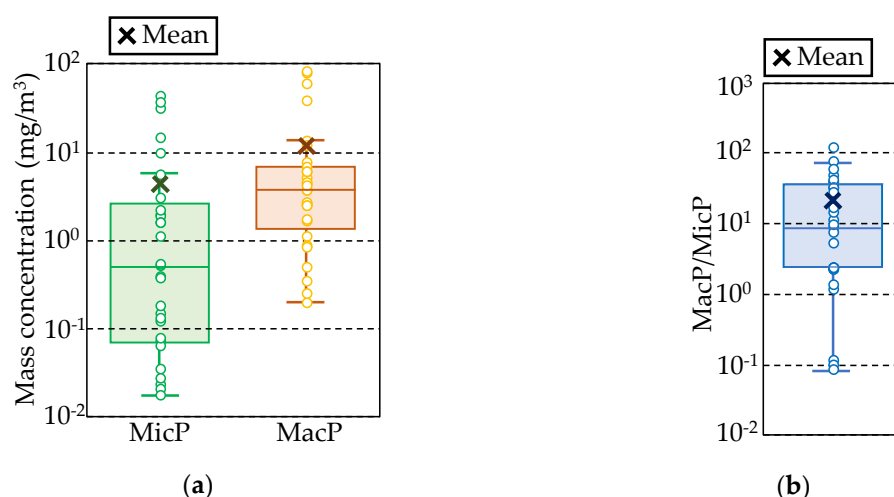 × Mean
Mass concentration (mg/m³)
10²
10¹
10⁰
10⁻¹
10⁻²
MicP MacP
(a)
× Mean
MacP/MicP
10³
10²
10¹
10⁰
10⁻¹
10⁻²
(b)